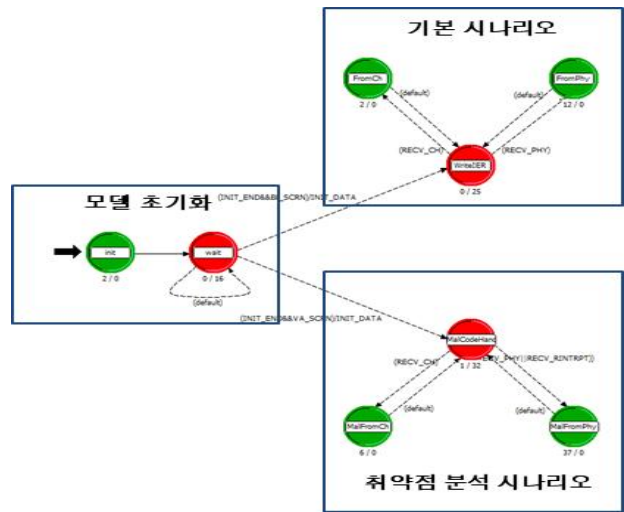 기본 시나리오
FromCh
FromPhy
(default)
(default)
2 / 0
12 / 0
(RECV_CH)
(RECV_PHY)
WriteDER
0 / 25
모델 초기화
(INIT_END&&B
_SCRN)/INIT_DATA
init
wait
2 / 0
0 / 16
(default)
(INIT_END&&VA_SCRN)/INIT_DATA
MalCodeHand
1 / 32
(RECV_CH)
ECV_PHY||RECV_RINTRPT))
(default)
(default)
MalFromCh
MalFromPhy
6 / 0
37 / 0
취약점 분석 시나리오